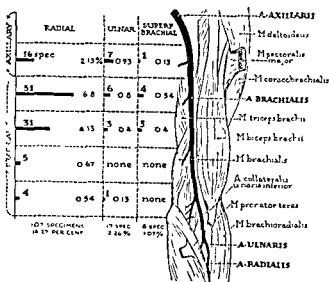 RADIAL ULNAR SUPERF BRACHIAL
16 spec 7 1
2.13% 0.93 0.13
51 6 4
6.8 0.8 0.54
31 3 3
4.13 0.4 0.4
5 0.67 none none
4 0.54 1 0.13 none
107 SPECIMENS 17 SPEC 8 SPEC
14.27 PER CENT 2.26% 1.07%
A·AXILLARIS
M deltoideus
M pectoralis
major
M coracobrachialis
A BRACHIALIS
M triceps brachii
M biceps brachii
M brachialis
A collateralis
ulnaris inferior
M pronator teres
M brachioradialis
A·ULNARIS
A·RADIALIS